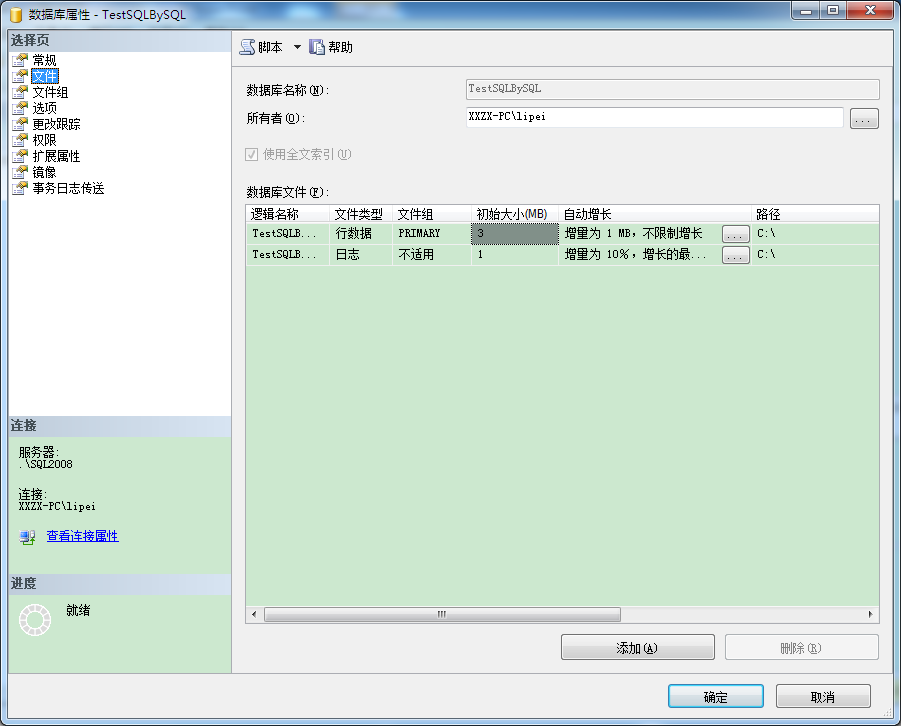 数据库属性 - TestSQLBySQL
选择页
常规
文件
文件组
选项
更改跟踪
权限
扩展属性
镜像
事务日志传送
连接
服务器:
.\SQL2008
连接:
XXZX-PC\lipei
查看连接属性
进度
就绪
脚本 帮助
数据库名称(N): TestSQLBySQL
所有者(O): XXZX-PC\lipei ...
使用全文索引(U)
数据库文件(F):
逻辑名称 文件类型 文件组 初始大小(MB) 自动增长 路径
TestSQLB... 行数据 PRIMARY 3 增量为 1 MB，不限制增长 ... C:\
TestSQLB... 日志 不适用 1 增量为 10%，增长的最... ... C:\
添加(A) 删除(R)
确定 取消